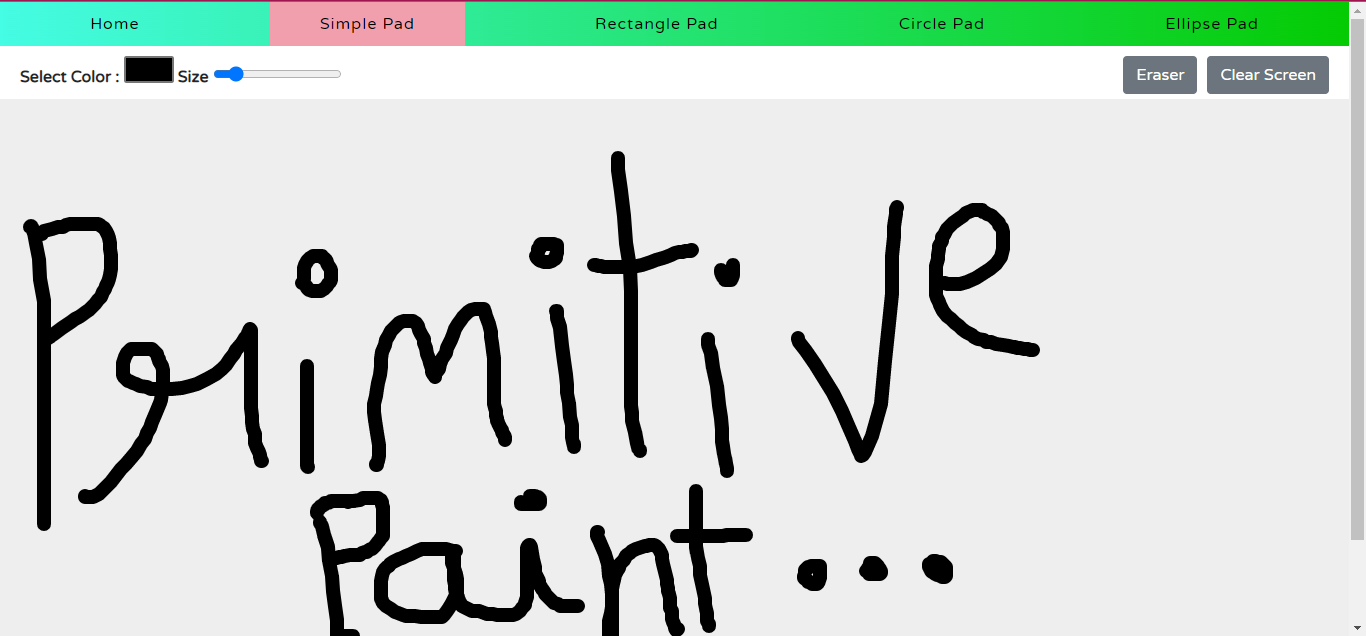 Home Simple Pad Rectangle Pad Circle Pad Ellipse Pad
Select Color : Size Eraser Clear Screen
Primitive
Paint...